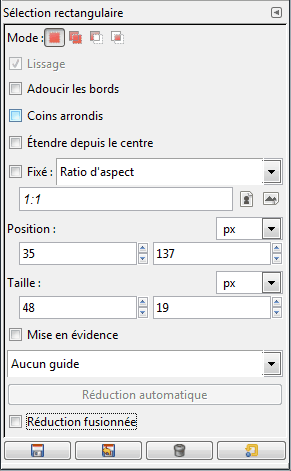 Sélection rectangulaire
Mode :
Lissage
Adoucir les bords
Coins arrondis
Étendre depuis le centre
Fixé : Ratio d'aspect
1:1
Position : px
35 137
Taille : px
48 19
Mise en évidence
Aucun guide
Réduction automatique
Réduction fusionnée